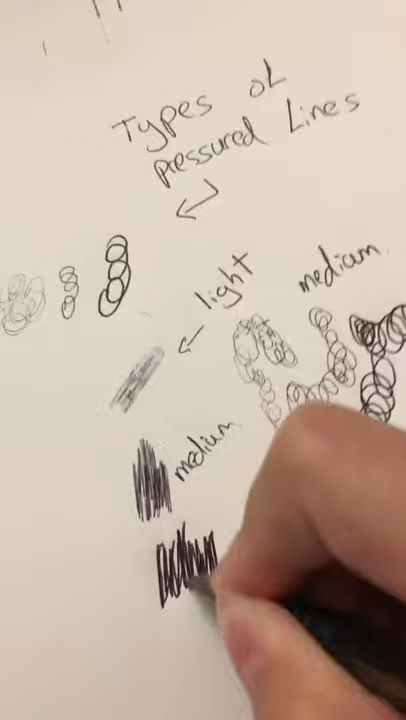 Types of
pressured Lines
light
medium
medium